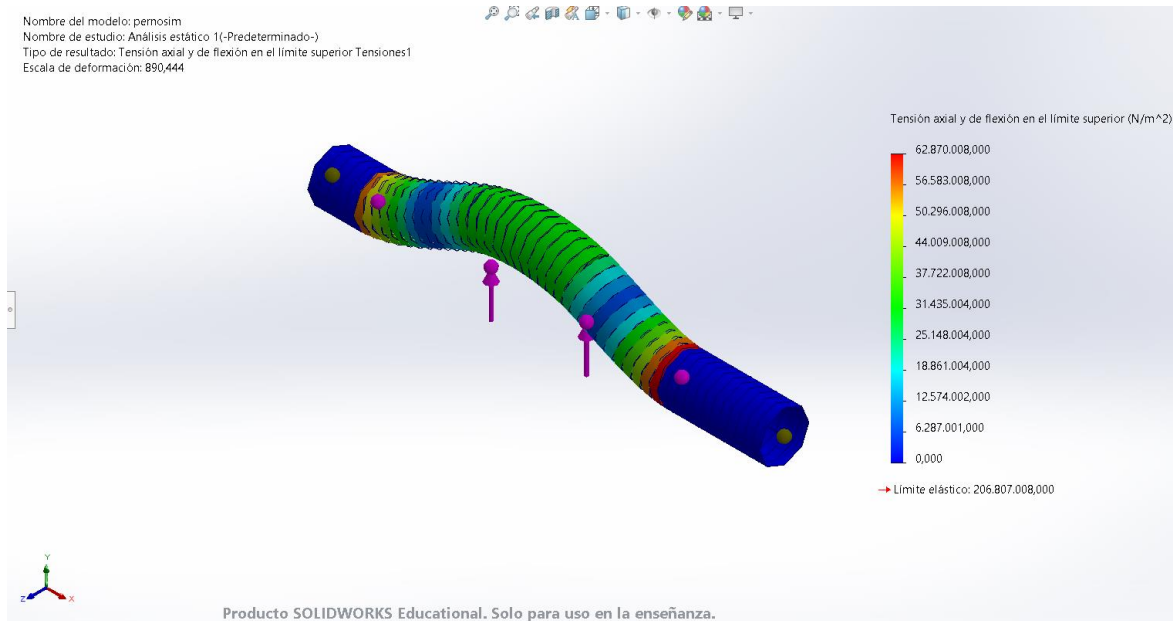 Nombre del modelo: pernosim
Nombre de estudio: Análisis estático 1(-Predeterminado-)
Tipo de resultado: Tensión axial y de flexión en el límite superior Tensiones1
Escala de deformación: 890,444
Tensión axial y de flexión en el límite superior (N/m^2)
62.870.008,000
56.583.008,000
50.296.008,000
44.009.008,000
37.722.008,000
31.435.004,000
25.148.004,000
18.861.004,000
12.574.002,000
6.287.001,000
0,000
Límite elástico: 206.807.008,000
Y
Z
X
Producto SOLIDWORKS Educational. Solo para uso en la enseñanza.